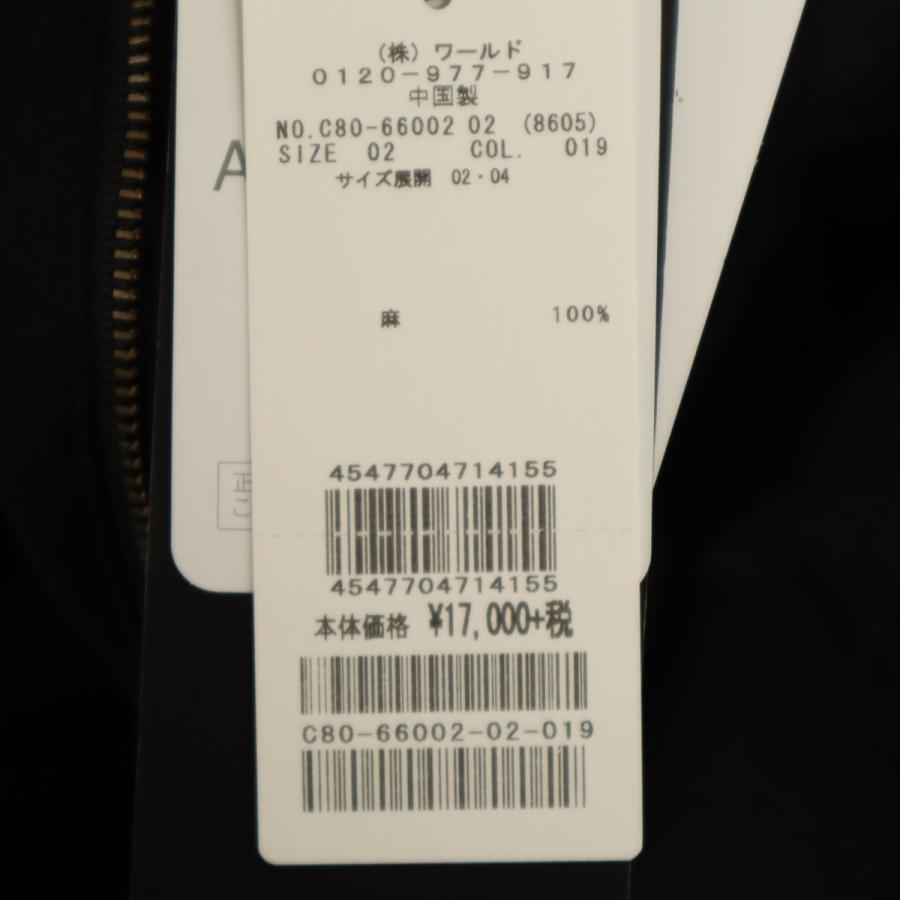 （株）ワールド
0120-977-917
中国製
NO.C80-66002 02 (8605)
SIZE 02 COL. 019
サイズ展開 02・04
麻 100%
4547704714155
4547704714155
本体価格 ¥17,000+税
C80-66002-02-019
A
正